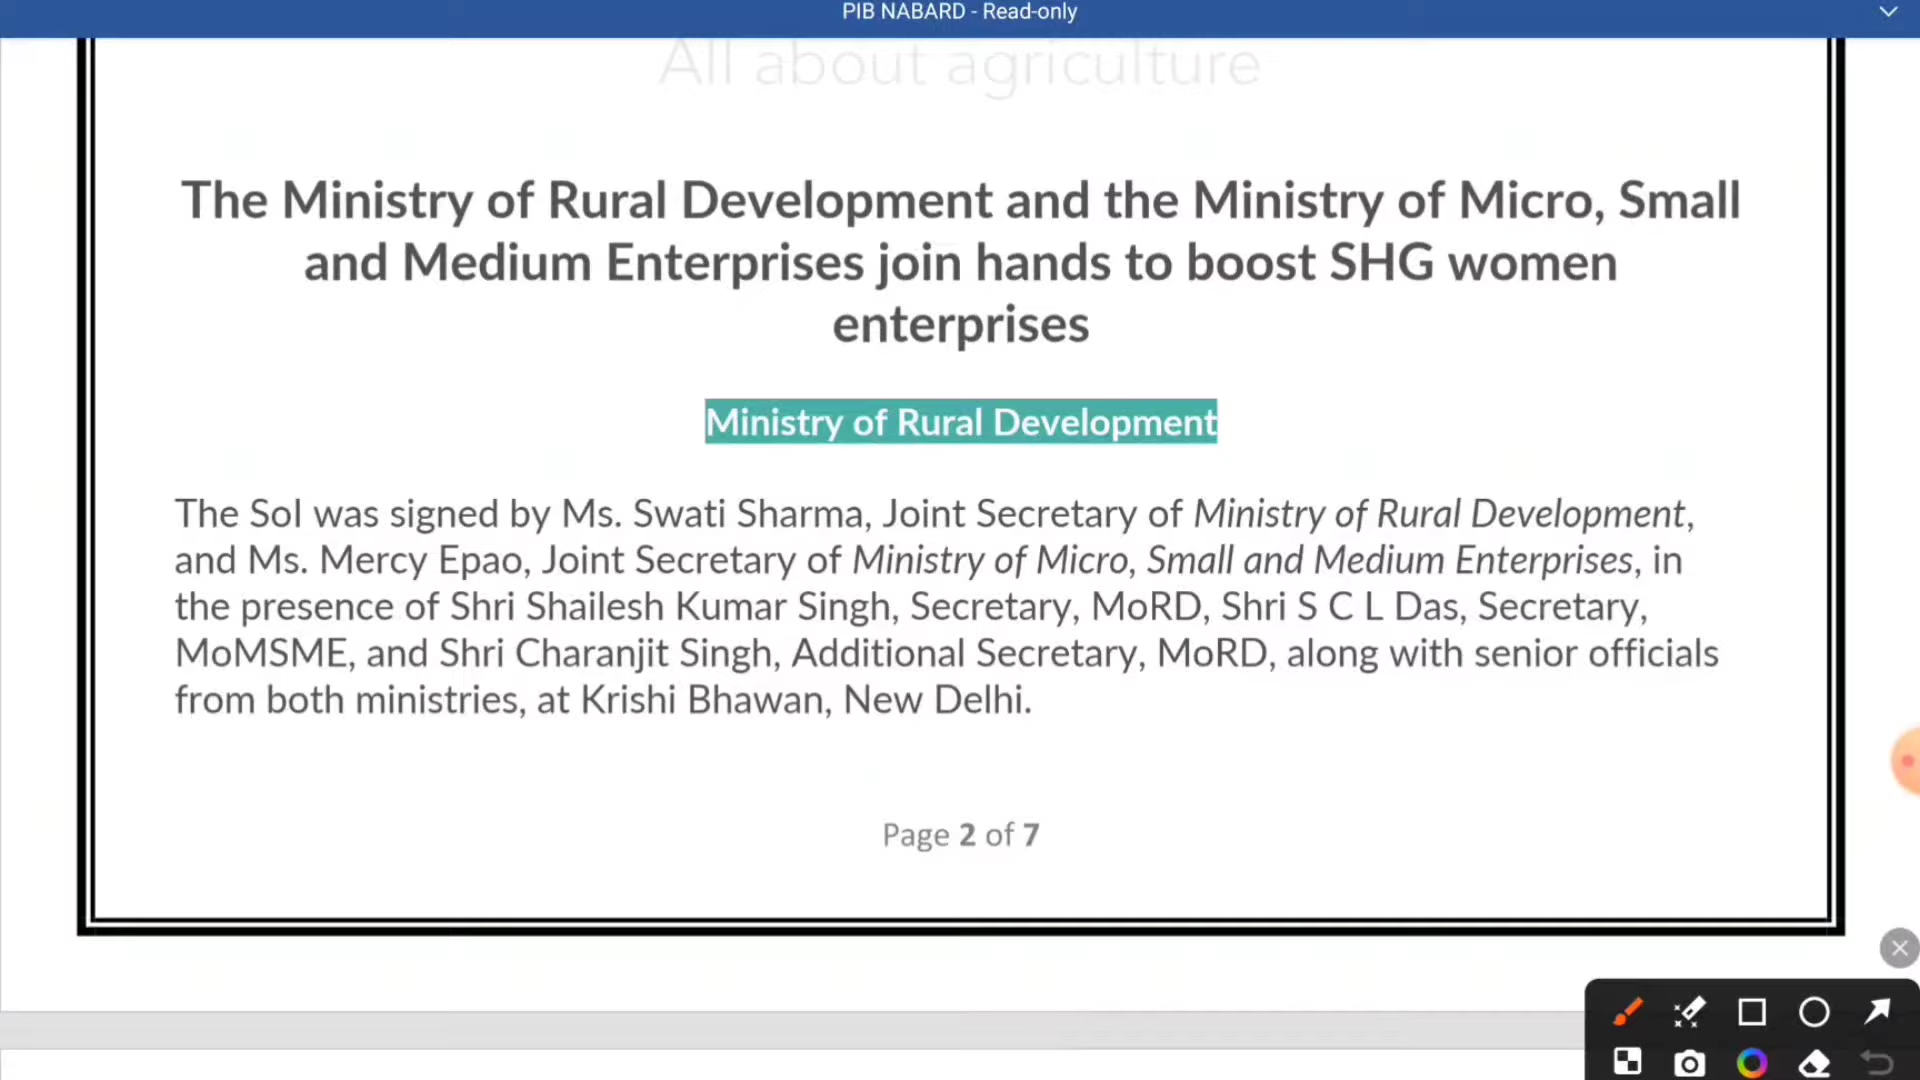 PIB NABARD - Read-only
All about agriculture
The Ministry of Rural Development and the Ministry of Micro, Small
and Medium Enterprises join hands to boost SHG women
enterprises
Ministry of Rural Development
The SoI was signed by Ms. Swati Sharma, Joint Secretary of Ministry of Rural Development,
and Ms. Mercy Epao, Joint Secretary of Ministry of Micro, Small and Medium Enterprises, in
the presence of Shri Shailesh Kumar Singh, Secretary, MoRD, Shri S C L Das, Secretary,
MoMSME, and Shri Charanjit Singh, Additional Secretary, MoRD, along with senior officials
from both ministries, at Krishi Bhawan, New Delhi.
Page 2 of 7